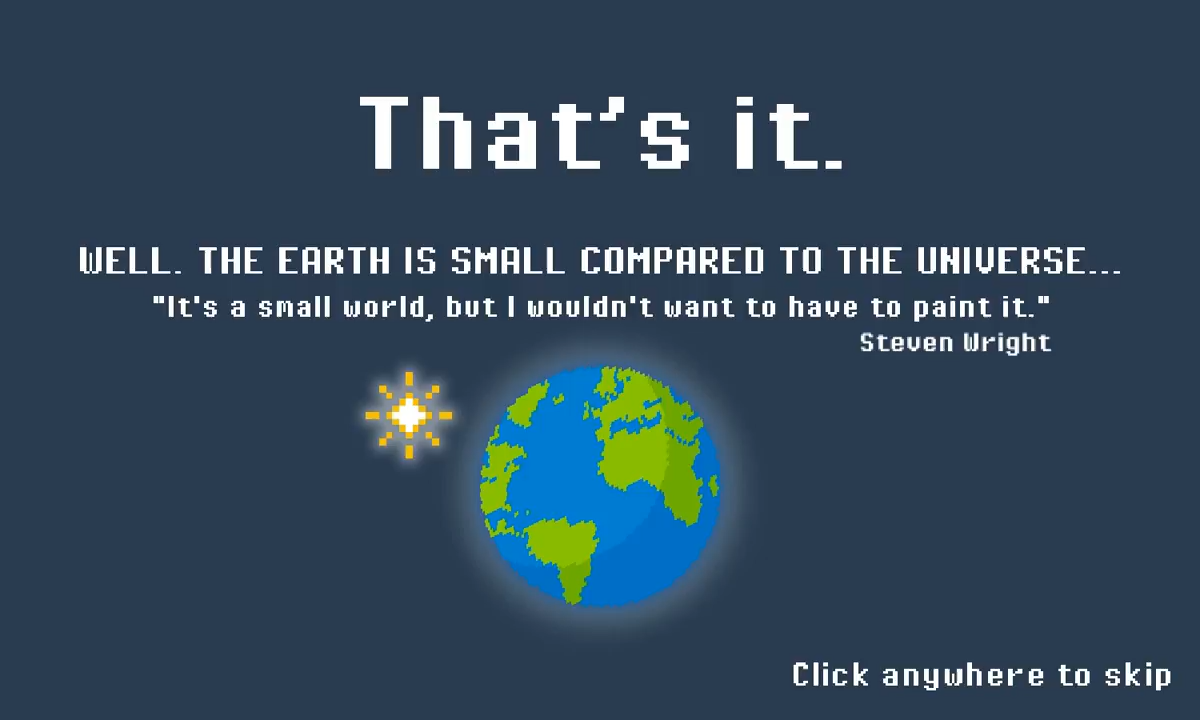 That's it.
WELL. THE EARTH IS SMALL COMPARED TO THE UNIVERSE...
"It's a small world, but I wouldn't want to have to paint it."
Steven Wright
Click anywhere to skip